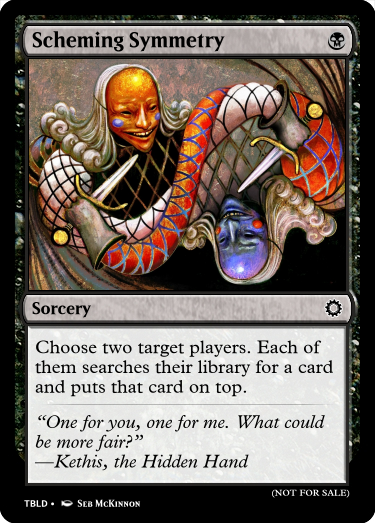 Scheming Symmetry
Sorcery
Choose two target players. Each of
them searches their library for a card
and puts that card on top.
“One for you, one for me. What could
be more fair?”
—Kethis, the Hidden Hand
TBLD • Seb McKinnon
(NOT FOR SALE)